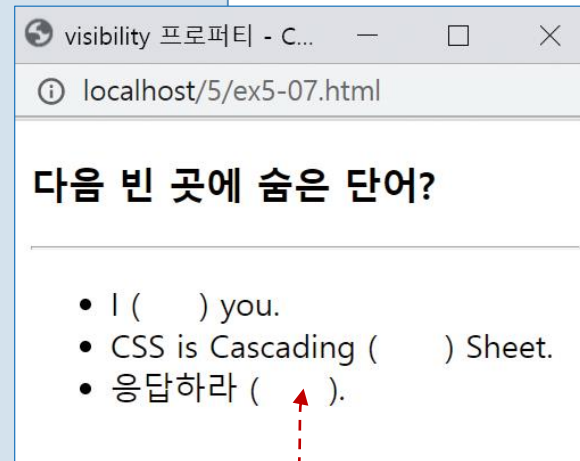 visibility 프로퍼티 - C...
localhost/5/ex5-07.html
다음 빈 곳에 숨은 단어?
• I (     ) you.
• CSS is Cascading (       ) Sheet.
• 응답하라 (       ).